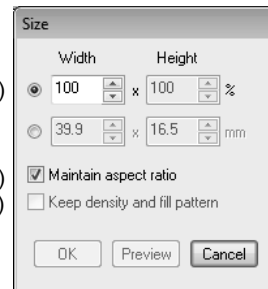 Size
Width Height
) 100 x 100 %
39.9 x 16.5 mm
) Maintain aspect ratio
) Keep density and fill pattern
OK Preview Cancel